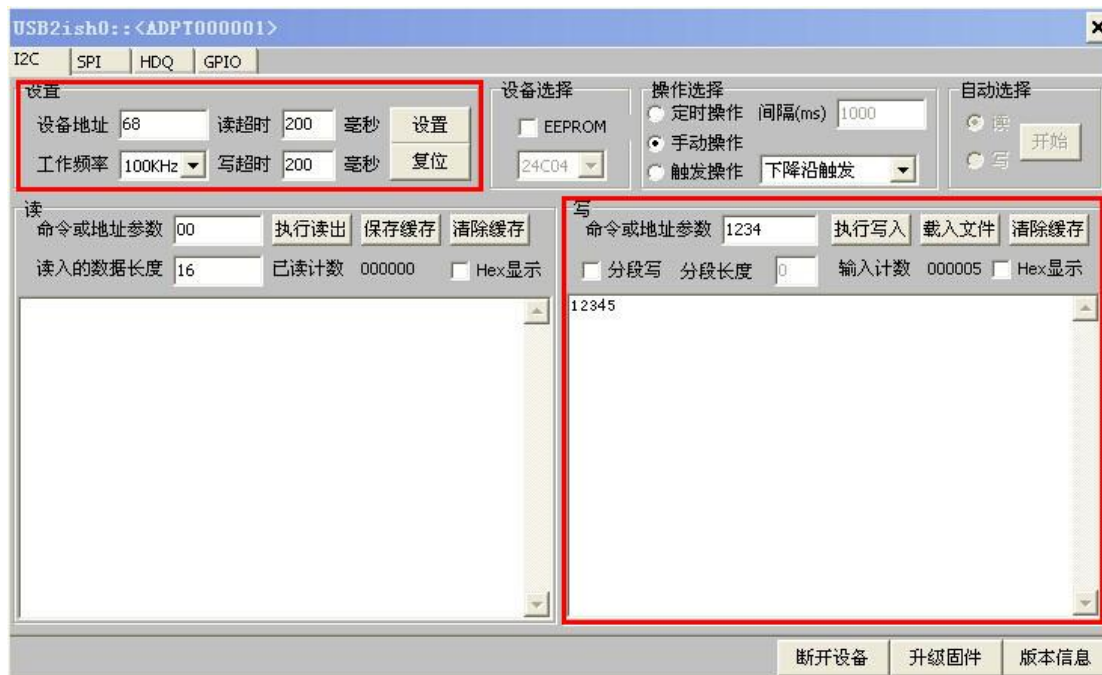 USB2ish0::<ADPT000001>
I2C SPI HDQ GPIO
设置
设备地址 68 读超时 200 毫秒 设置
工作频率 100KHz 写超时 200 毫秒 复位
设备选择
EEPROM
24C04
操作选择
定时操作 间隔(ms) 1000
手动操作
触发操作 下降沿触发
自动选择
读
写
开始
读
命令或地址参数 00 执行读出 保存缓存 清除缓存
读入的数据长度 16 已读计数 000000 Hex显示
写
命令或地址参数 1234 执行写入 载入文件 清除缓存
分段写 分段长度 0 输入计数 000005 Hex显示
12345
断开设备 升级固件 版本信息